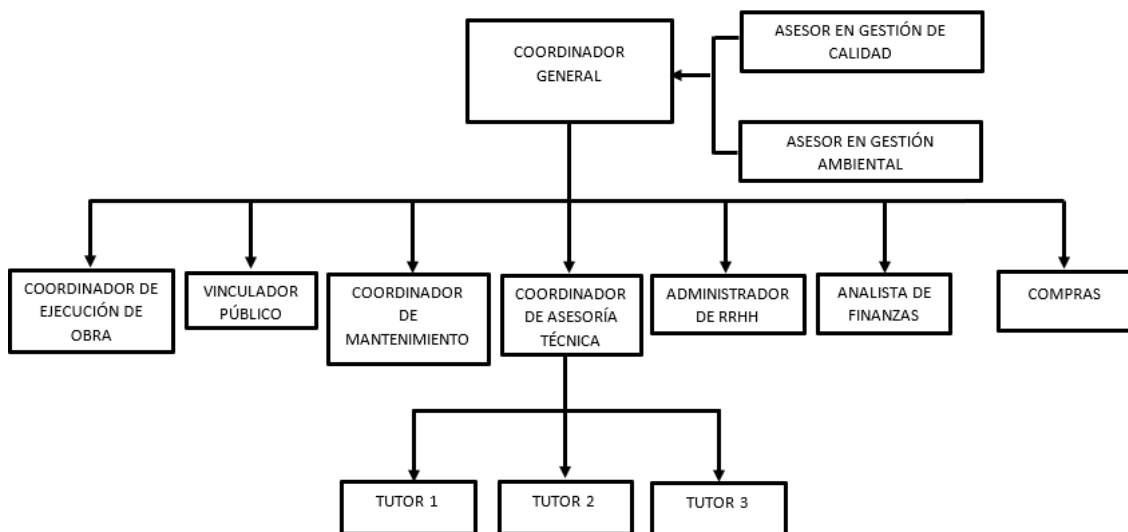 COORDINADOR
GENERAL
ASESOR EN GESTIÓN DE
CALIDAD
ASESOR EN GESTIÓN
AMBIENTAL
COORDINADOR DE
EJECUCIÓN DE
OBRA
VINCULADOR
PÚBLICO
COORDINADOR
DE
MANTENIMIENTO
COORDINADOR
DE ASESORÍA
TÉCNICA
ADMINISTRADOR
DE RRHH
ANALISTA DE
FINANZAS
COMPRAS
TUTOR 1
TUTOR 2
TUTOR 3